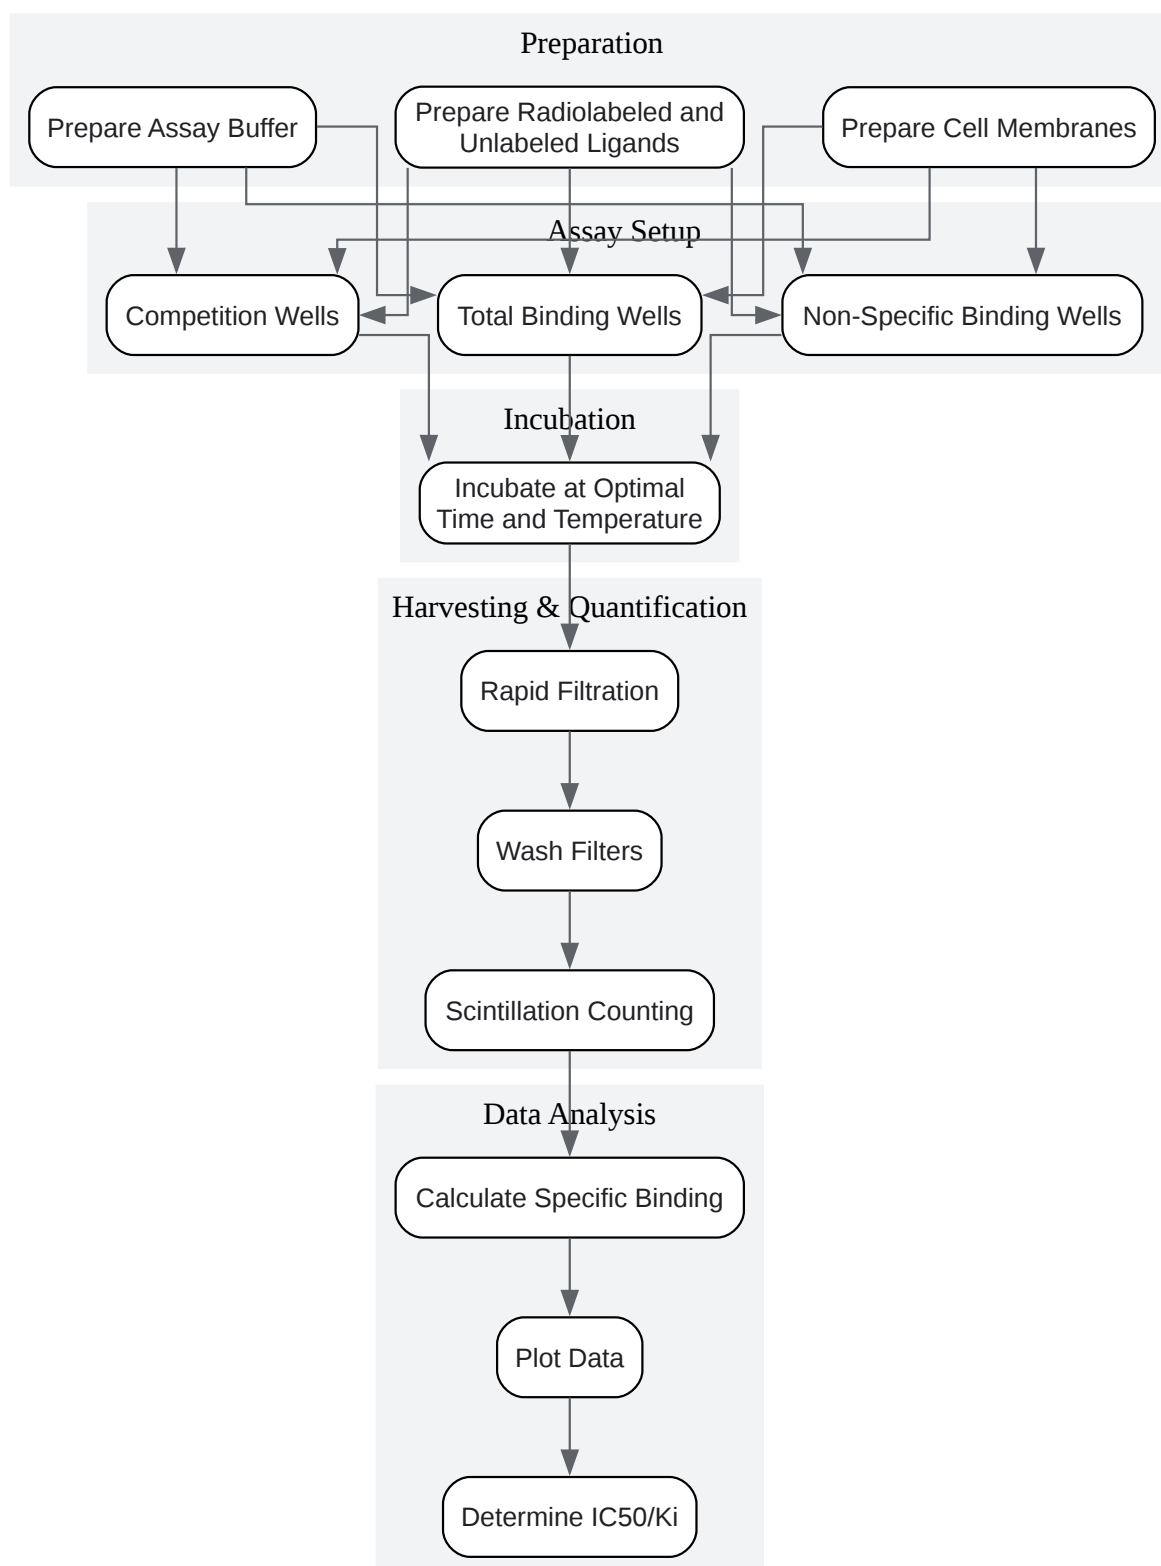 Preparation
Prepare Assay Buffer
Prepare Radiolabeled and
Unlabeled Ligands
Prepare Cell Membranes
Assay Setup
Competition Wells
Total Binding Wells
Non-Specific Binding Wells
Incubation
Incubate at Optimal
Time and Temperature
Harvesting & Quantification
Rapid Filtration
Wash Filters
Scintillation Counting
Data Analysis
Calculate Specific Binding
Plot Data
Determine IC50/Ki